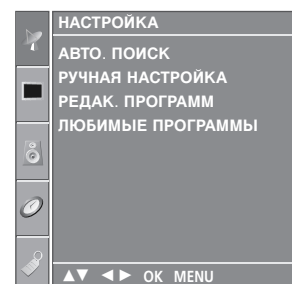 НАСТРОЙКА
АВТО. ПОИСК
РУЧНАЯ НАСТРОЙКА
РЕДАК. ПРОГРАММ
ЛЮБИМЫЕ ПРОГРАММЫ
▲▼ ◄► OK MENU